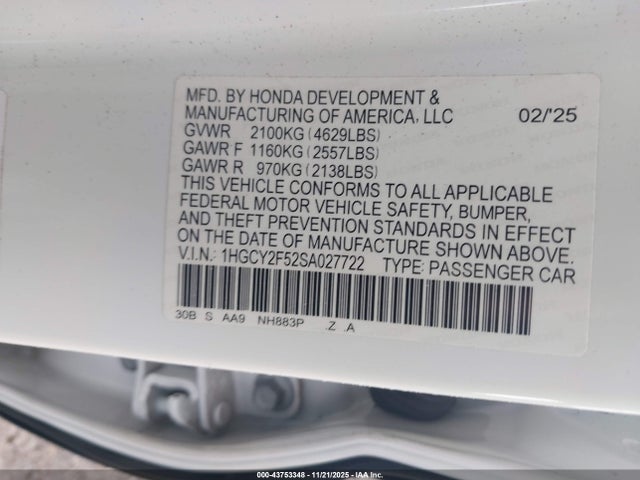 MFD. BY HONDA DEVELOPMENT &
MANUFACTURING OF AMERICA, LLC 02/'25
GVWR 2100KG (4629LBS)
GAWR F 1160KG (2557LBS)
GAWR R 970KG (2138LBS)
THIS VEHICLE CONFORMS TO ALL APPLICABLE
FEDERAL MOTOR VEHICLE SAFETY, BUMPER,
AND THEFT PREVENTION STANDARDS IN EFFECT
ON THE DATE OF MANUFACTURE SHOWN ABOVE.
V.I.N.: 1HGCY2F52SA027722 TYPE: PASSENGER CAR
30B S AA9 NH883P .Z .A
000-43753348 - 11/21/2025 - IAA Inc.